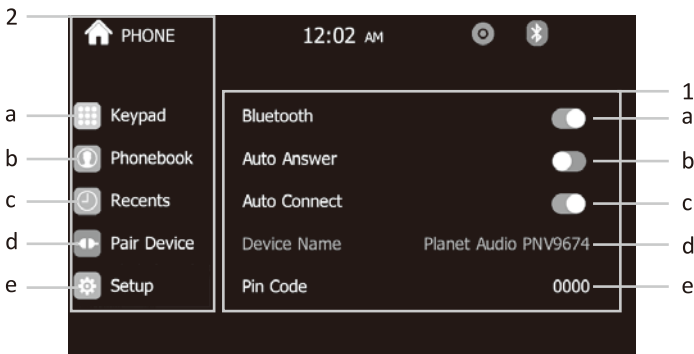 2 PHONE 12:02 AM
1
a Keypad Bluetooth a
b Phonebook Auto Answer b
c Recents Auto Connect c
d Pair Device Device Name Planet Audio PNV9674 d
e Setup Pin Code 0000 e